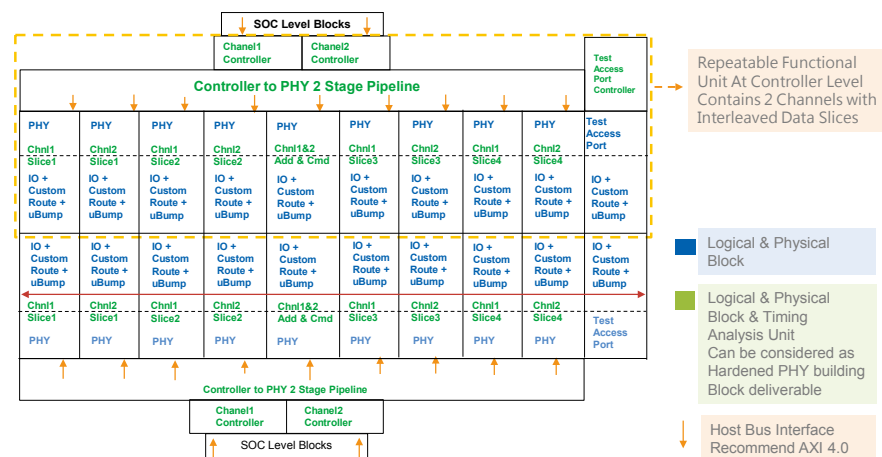 SOC Level Blocks
Chanel1
Controller
Chanel2
Controller
Test
Access
Port
Controller
Controller to PHY 2 Stage Pipeline
Repeatable Functional
Unit At Controller Level
Contains 2 Channels with
Interleaved Data Slices
PHY PHY PHY PHY PHY PHY PHY PHY PHY
Test
Access
Port
Chnl1 Chnl2 Chnl1 Chnl2 Chnl1&2 Chnl1 Chnl2 Chnl1 Chnl2
Slice1 Slice1 Slice2 Slice2 Add & Cmd Slice3 Slice3 Slice4 Slice4
IO + IO + IO + IO + IO + IO + IO + IO + IO + IO +
Custom Custom Custom Custom Custom Custom Custom Custom Custom Custom
Route + Route + Route + Route + Route + Route + Route + Route + Route + Route +
uBump uBump uBump uBump uBump uBump uBump uBump uBump uBump
IO + IO + IO + IO + IO + IO + IO + IO + IO + IO +
Custom Custom Custom Custom Custom Custom Custom Custom Custom Custom
Route + Route + Route + Route + Route + Route + Route + Route + Route + Route +
uBump uBump uBump uBump uBump uBump uBump uBump uBump uBump
Chnl1 Chnl2 Chnl1 Chnl2 Chnl1&2 Chnl1 Chnl2 Chnl1 Chnl2
Slice1 Slice1 Slice2 Slice2 Add & Cmd Slice3 Slice3 Slice4 Slice4
PHY PHY PHY PHY PHY PHY PHY PHY PHY
Test
Access
Port
Controller to PHY 2 Stage Pipeline
Chanel1
Controller
Chanel2
Controller
SOC Level Blocks
Logical & Physical
Block
Logical & Physical
Block & Timing
Analysis Unit
Can be considered as
Hardened PHY building
Block deliverable
Host Bus Interface
Recommend AXI 4.0